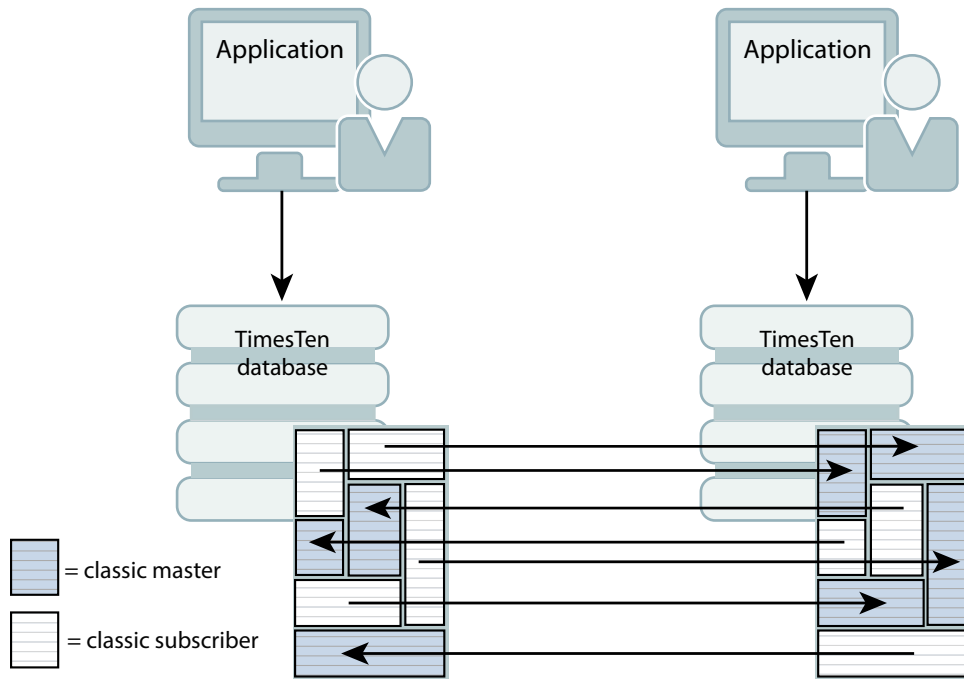 Application
Application
TimesTen
database
TimesTen
database
= classic master
= classic subscriber